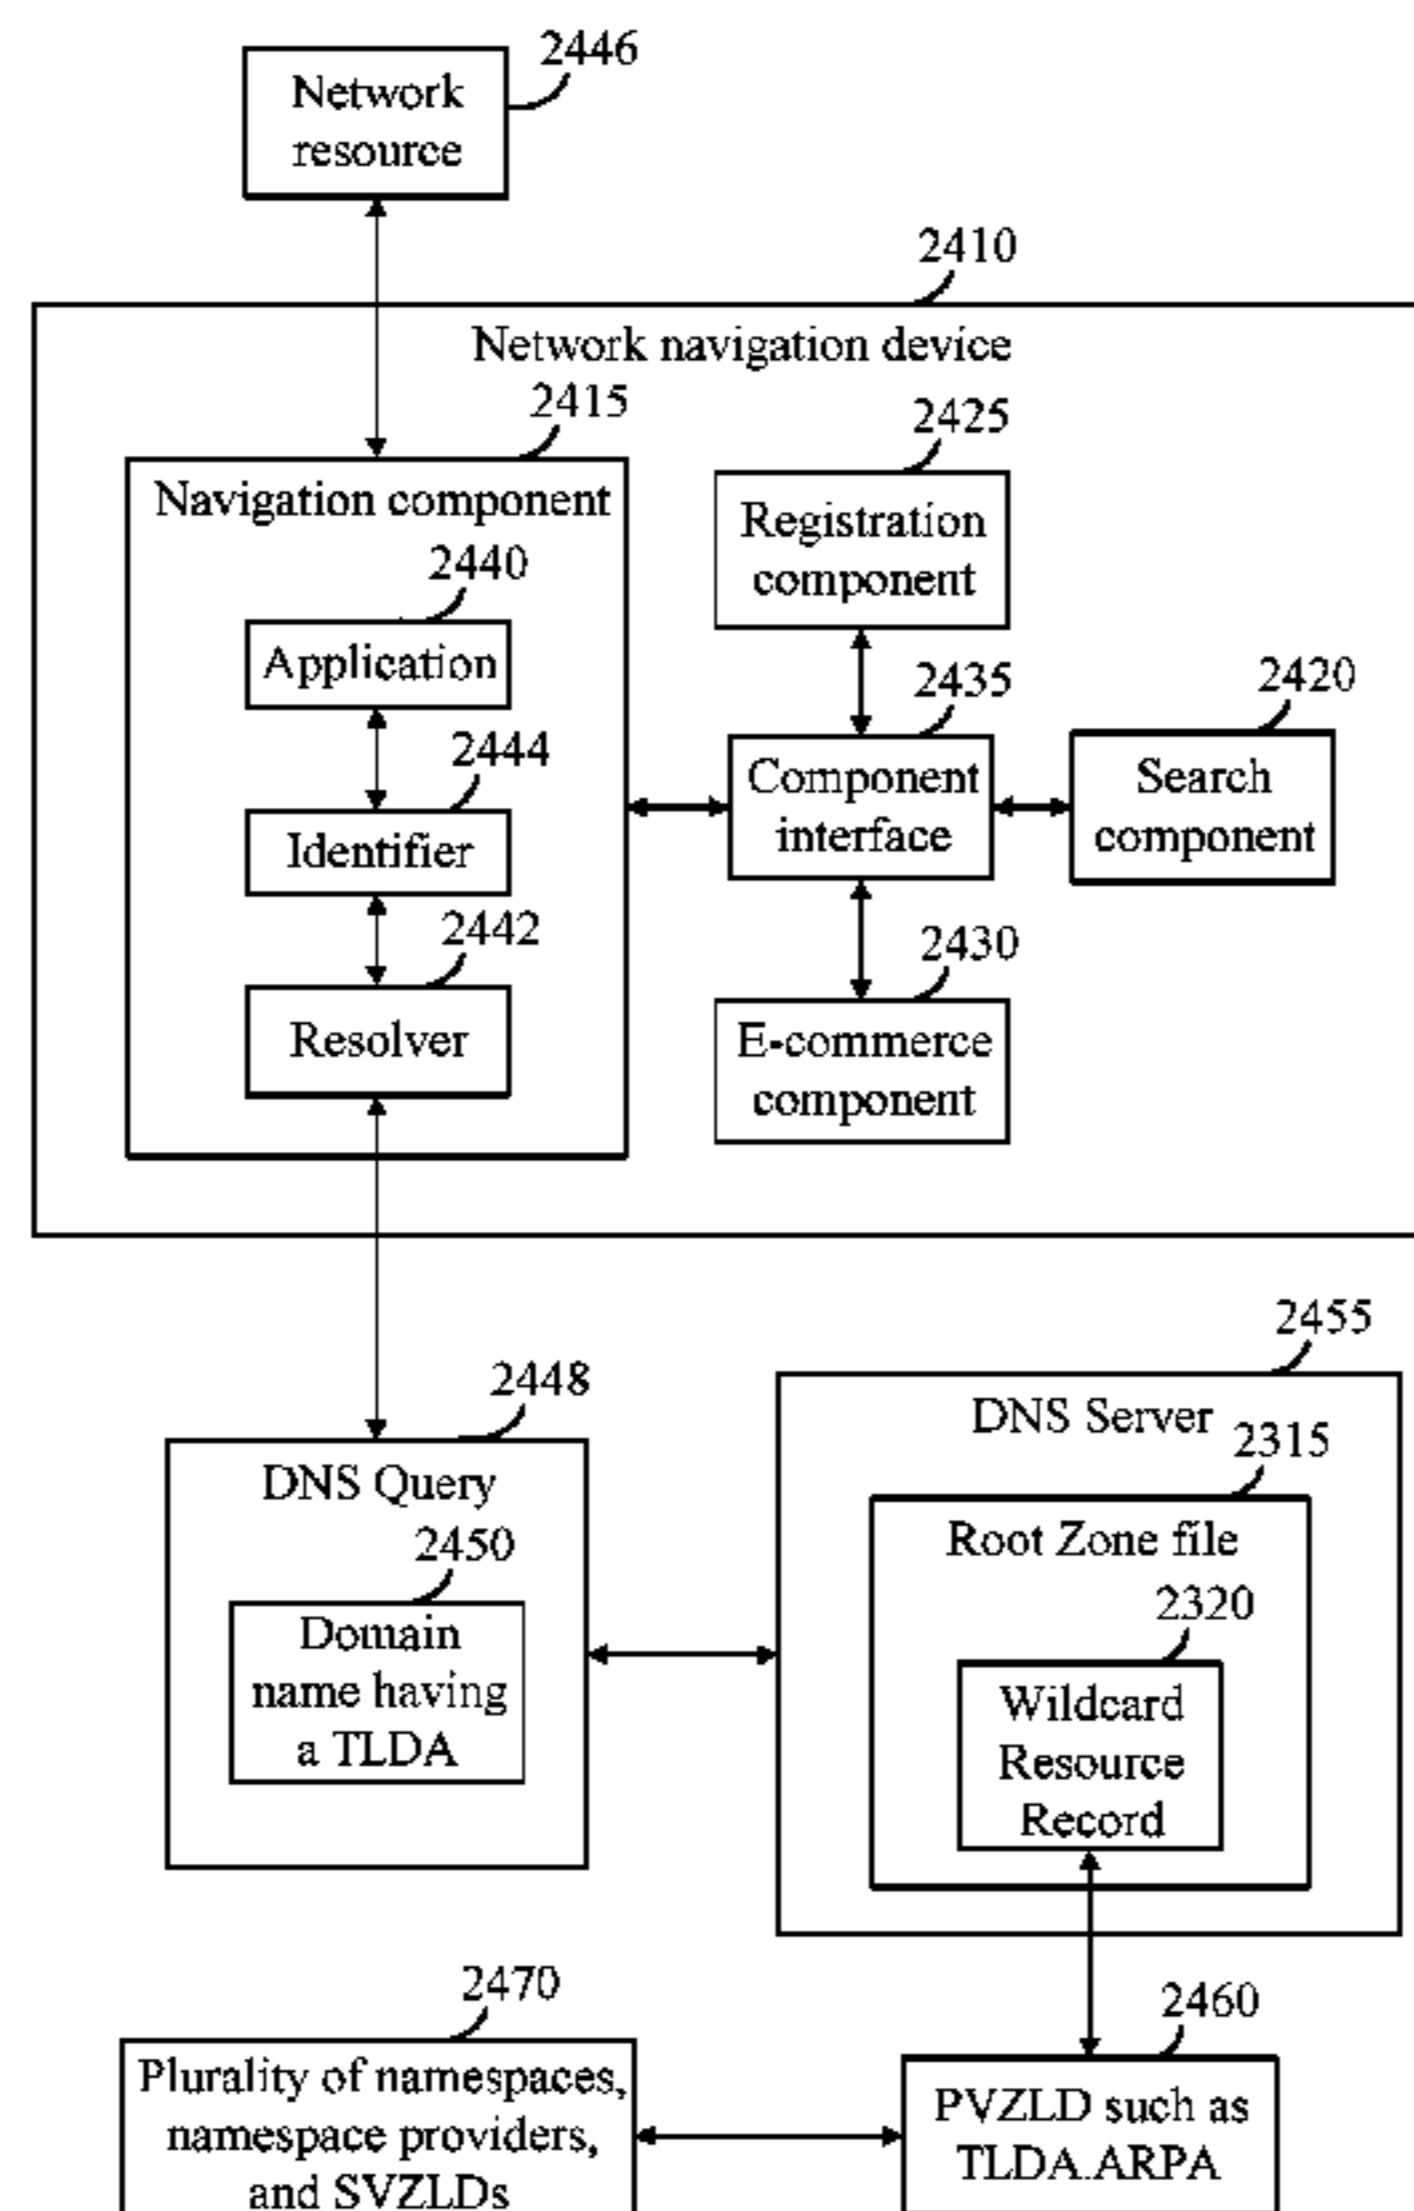 2446
Network
resource
2410
Network navigation device
2415
Navigation component
2440
Application
2444
Identifier
2442
Resolver
2425
Registration
component
2435
Component
interface
2420
Search
component
2430
E-commerce
component
2448
DNS Query
2450
Domain
name having
a TLDA
2455
DNS Server
2315
Root Zone file
2320
Wildcard
Resource
Record
2470
Plurality of namespaces,
namespace providers,
and SVZLDs
2460
PVZLD such as
TLDA.ARPA